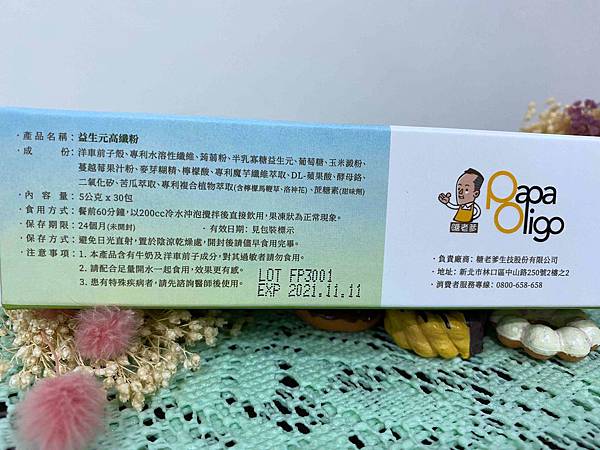 ・產品名稱：益生元高纖粉
・成　　份：洋車前子殼、專利水溶性纖維、蒟蒻粉、半乳寡糖益生元、葡萄糖、玉米澱粉、
蔓越莓果汁粉、麥芽糊精、檸檬酸、專利魔芋纖維萃取、DL-蘋果酸、酵母鉻、
二氧化矽、苦瓜萃取、專利複合植物萃取(含檸檬馬鞭草、洛神花)、蔗糖素(甜味劑)
・內 容 量：5公克 x 30包
・食用方式：餐前60分鐘，以200cc冷水沖泡攪拌後直接飲用，果凍狀為正常現象。
・保存期限：24個月(未開封)　・有效日期：見包裝標示
・保存方式：避免日光直射，置於陰涼乾燥處，開封後請儘早食用完畢。
・注意事項：1. 本產品含有牛奶及洋車前子成分，對其過敏者請勿食用。
2. 請配合足量開水一起食用，效果更有感。
3. 患有特殊疾病者，請先諮詢醫師後使用。
LOT FP3001
EXP 2021.11.11
糖老爹
Papa
Oligo
・負責廠商：糖老爹生技股份有限公司
・地址：新北市林口區中山路250號2樓之2
・消費者服務專線：0800-658-658